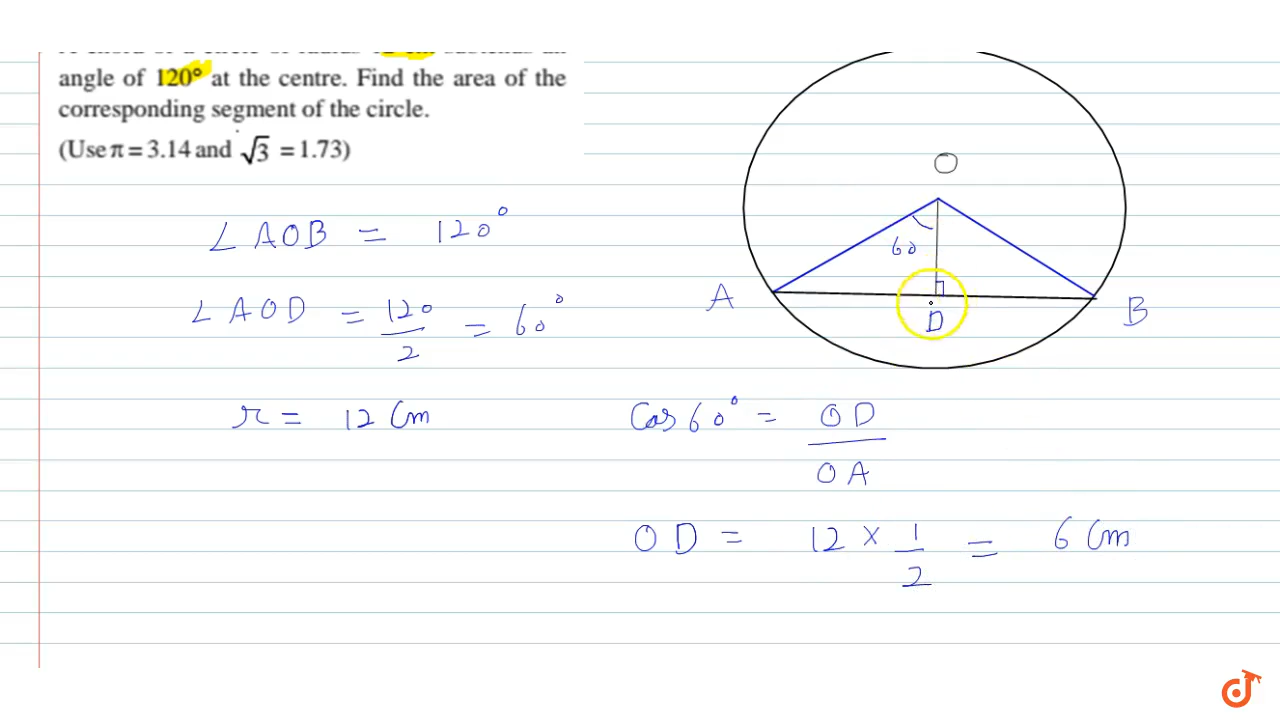 angle of 120° at the centre. Find the area of the
corresponding segment of the circle.
(Use π = 3.14 and √3 = 1.73)
∠AOB = 120°
∠AOD = 120/2 = 60°
r = 12 Cm
O
60
A
D
B
Cos 60° = OD/OA
OD = 12 × 1/2 = 6 Cm